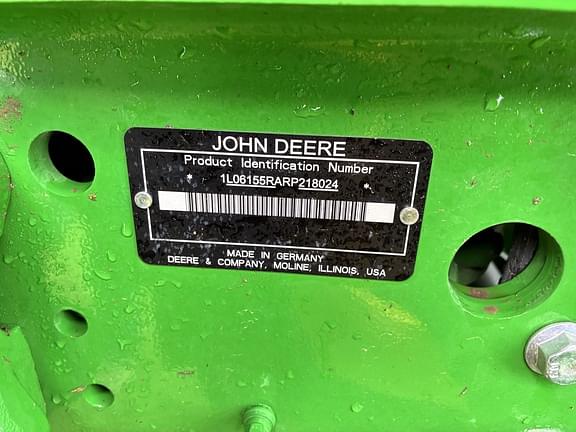 JOHN DEERE
Product Identification Number
* 1L06155RARP218024 *
MADE IN GERMANY
DEERE & COMPANY, MOLINE, ILLINOIS, USA